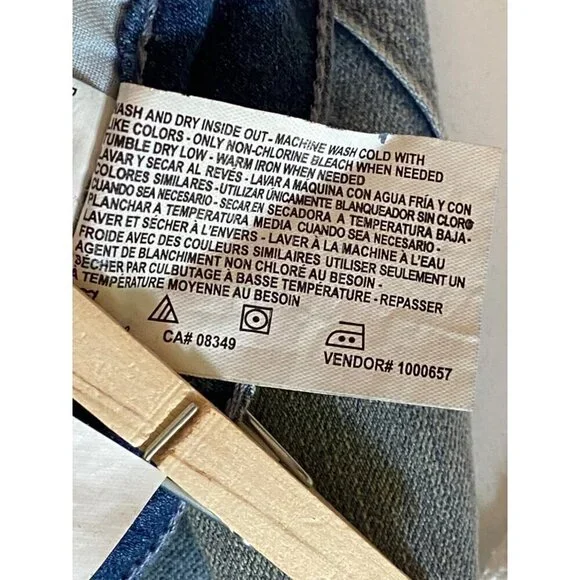 WASH AND DRY INSIDE OUT - MACHINE WASH COLD WITH
LIKE COLORS - ONLY NON-CHLORINE BLEACH WHEN NEEDED
TUMBLE DRY LOW - WARM IRON WHEN NEEDED
LAVAR Y SECAR AL REVÉS - LAVAR A MAQUINA CON AGUA FRÍA Y CON
COLORES SIMILARES - UTILIZAR ÚNICAMENTE BLANQUEADOR SIN CLORO
CUANDO SEA NECESARIO - SECAR EN SECADORA A TEMPERATURA BAJA -
PLANCHAR A TEMPERATURA MEDIA CUANDO SEA NECESARIO -
LAVER ET SÉCHER À L'ENVERS - LAVER À LA MACHINE À L'EAU
FROIDE AVEC DES COULEURS SIMILAIRES UTILISER SEULEMENT UN
AGENT DE BLANCHIMENT NON CHLORÉ AU BESOIN -
SÉCHER PAR CULBUTAGE À BASSE TEMPÉRATURE - REPASSER
À TEMPÉRATURE MOYENNE AU BESOIN
CA# 08349
VENDOR# 1000657